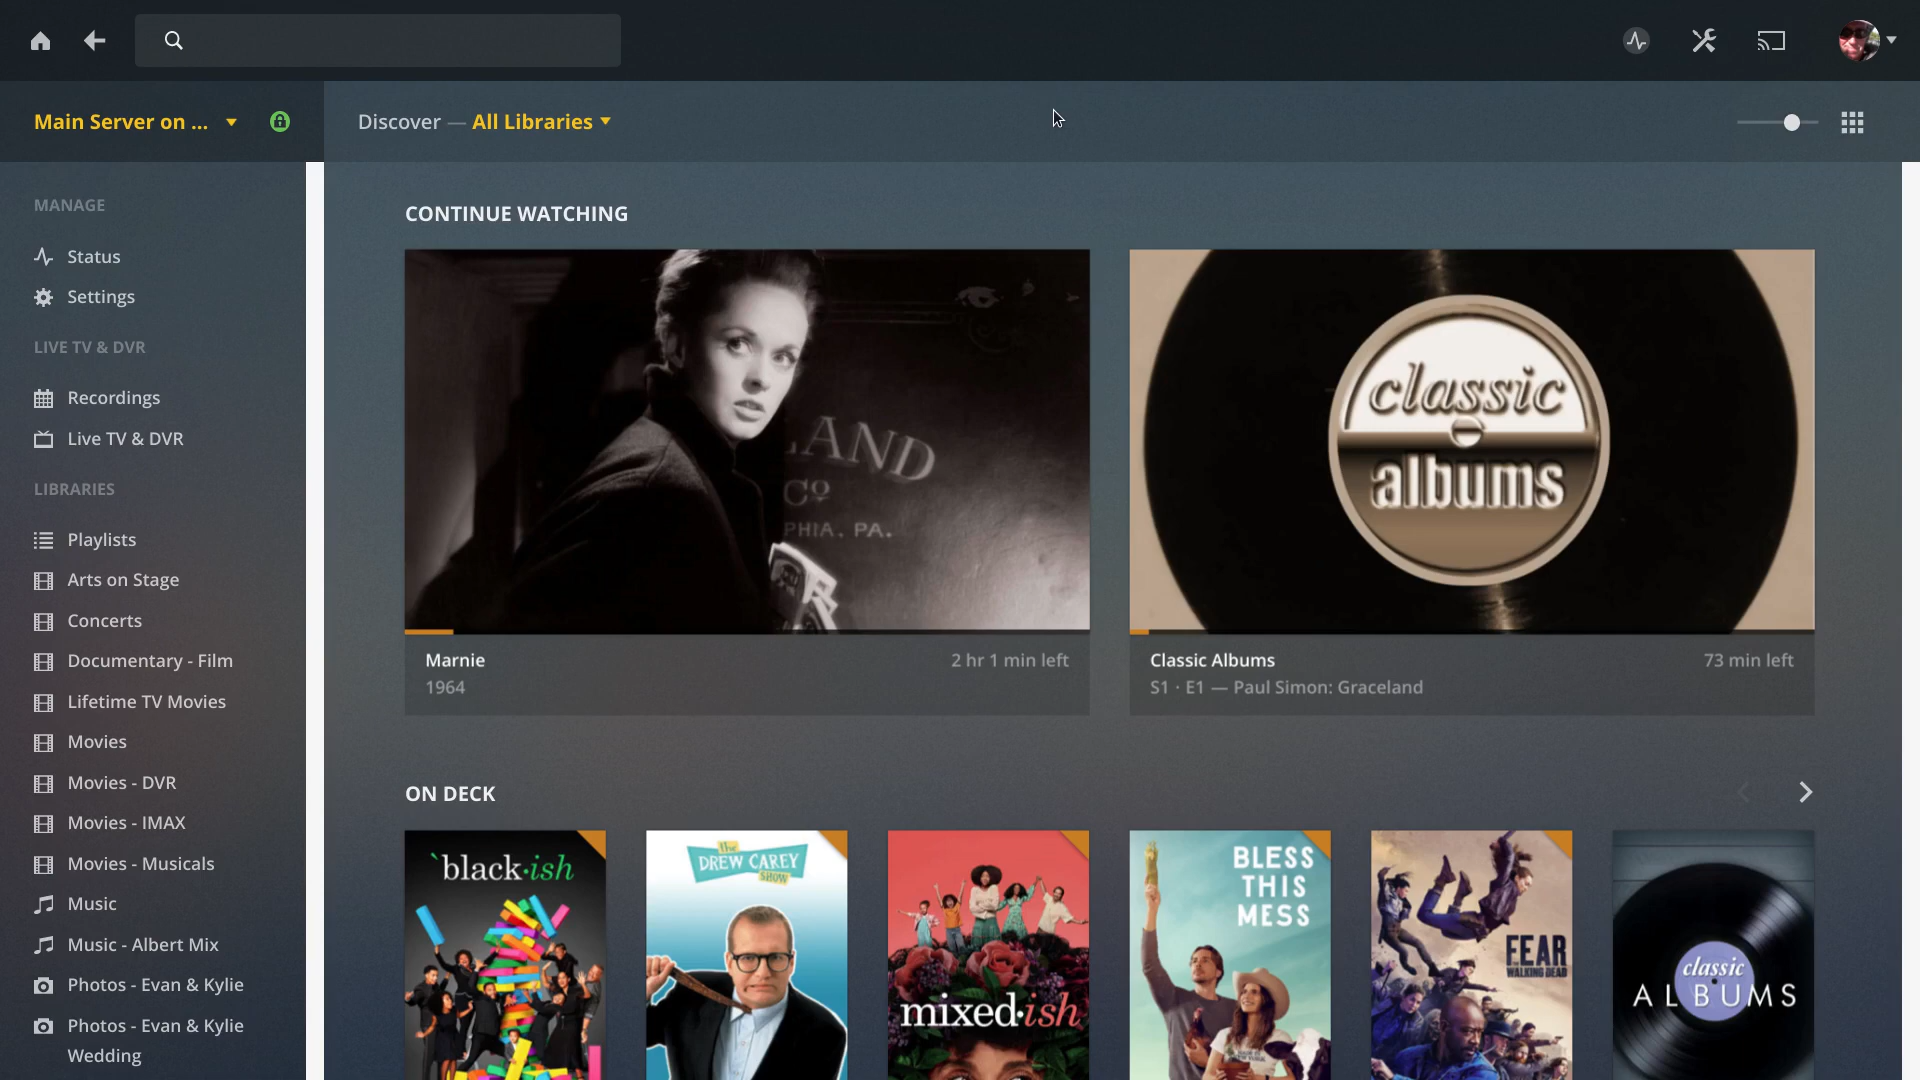 Main Server on ...
Discover — All Libraries
MANAGE
Status
Settings
LIVE TV & DVR
Recordings
Live TV & DVR
LIBRARIES
Playlists
Arts on Stage
Concerts
Documentary - Film
Lifetime TV Movies
Movies
Movies - DVR
Movies - IMAX
Movies - Musicals
Music
Music - Albert Mix
Photos - Evan & Kylie
Photos - Evan & Kylie
Wedding
CONTINUE WATCHING
LAND
Co
PHIA. PA.
classic
albums
Marnie
2 hr 1 min left
1964
Classic Albums
73 min left
S1 · E1 — Paul Simon: Graceland
ON DECK
`black·ish
the
DREW CAREY
SHOW
mixed·ish
BLESS
THIS
MESS
FEAR
THE
WALKING DEAD
classic
ALBUMS